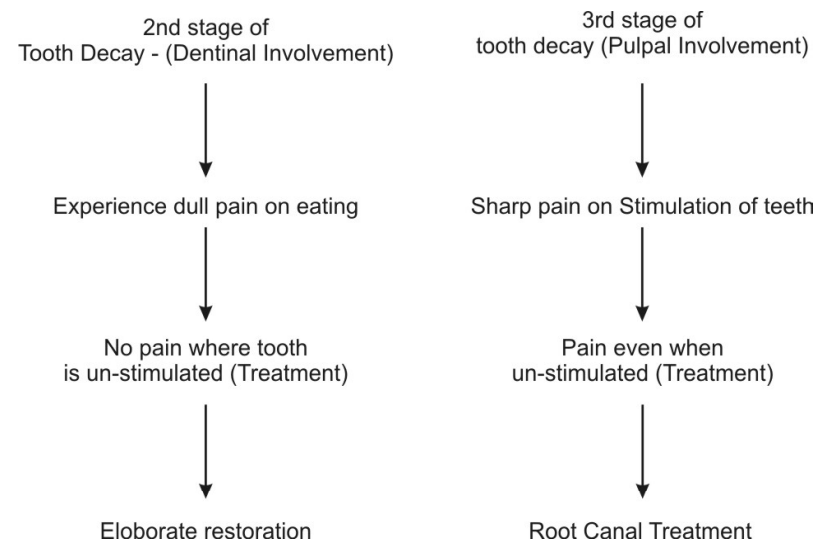 2nd stage of
Tooth Decay - (Dentinal Involvement)
Experience dull pain on eating
No pain where tooth
is un-stimulated (Treatment)
Eloborate restoration
3rd stage of
tooth decay (Pulpal Involvement)
Sharp pain on Stimulation of teeth
Pain even when
un-stimulated (Treatment)
Root Canal Treatment